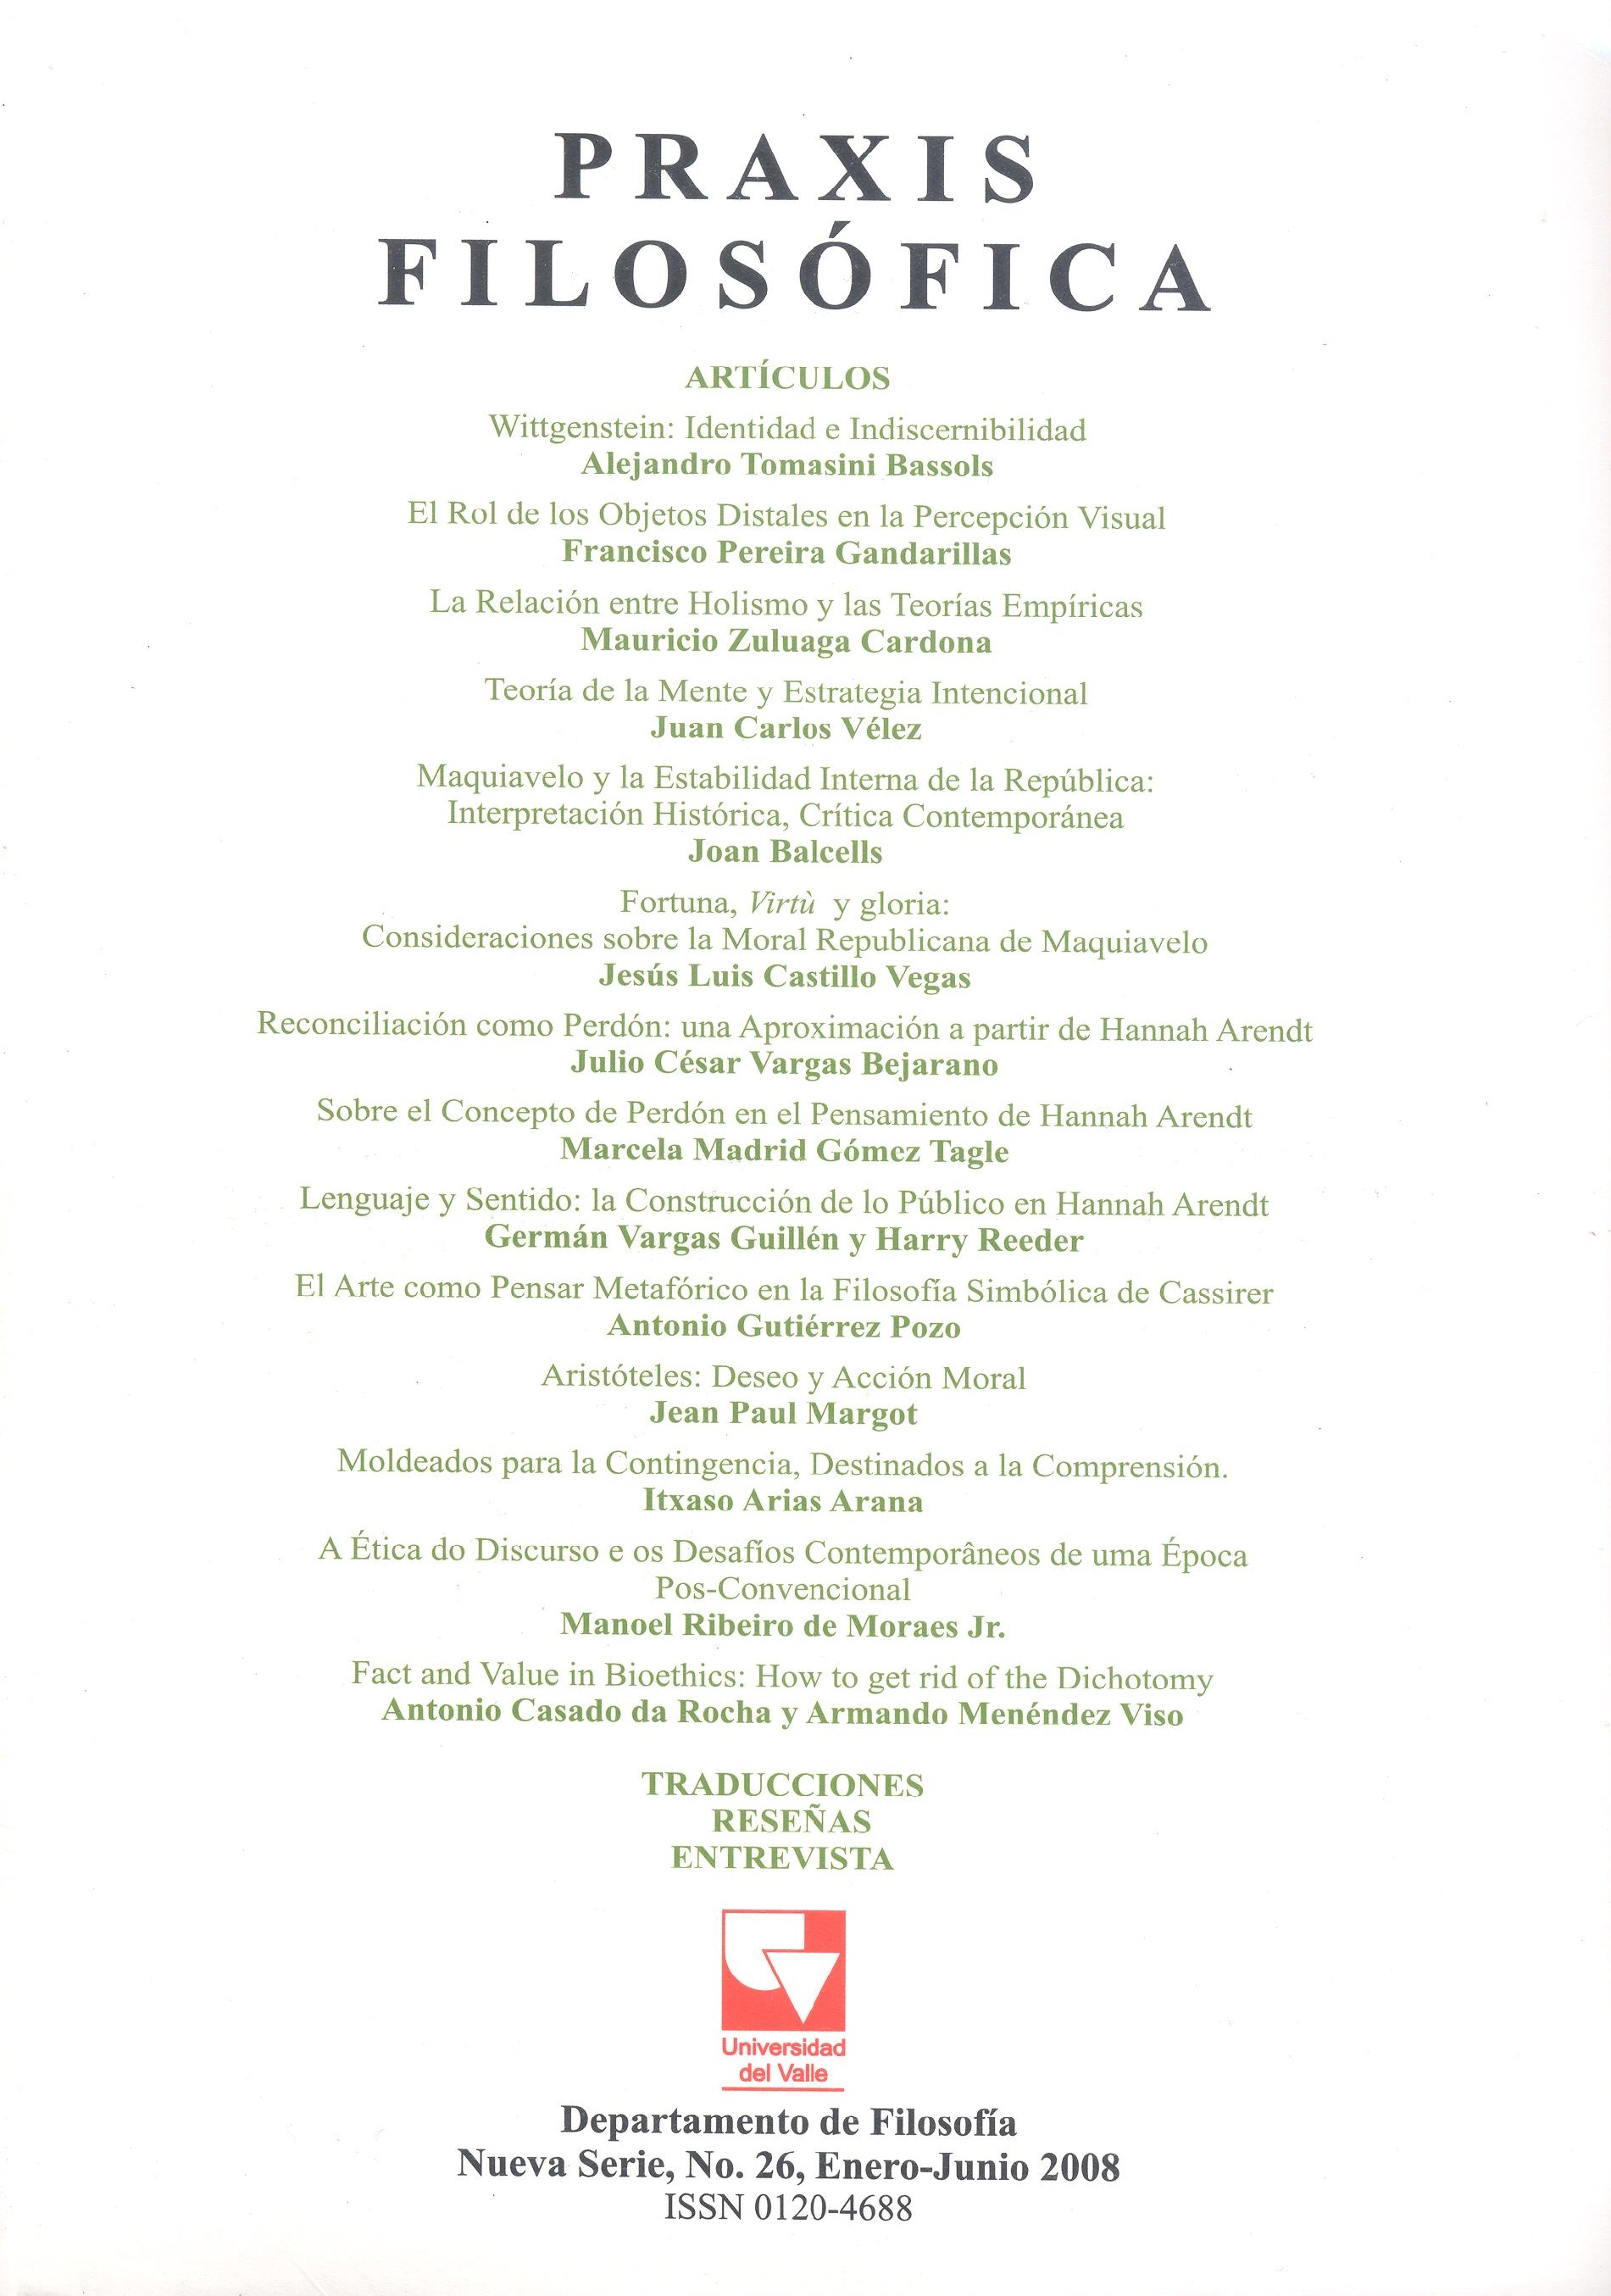 PRAXIS
FILOSÓFICA
ARTÍCULOS
Wittgenstein: Identidad e Indiscernibilidad
Alejandro Tomasini Bassols
El Rol de los Objetos Distales en la Percepción Visual
Francisco Pereira Gandarillas
La Relación entre Holismo y las Teorías Empíricas
Mauricio Zuluaga Cardona
Teoría de la Mente y Estrategia Intencional
Juan Carlos Vélez
Maquiavelo y la Estabilidad Interna de la República:
Interpretación Histórica, Crítica Contemporánea
Joan Balcells
Fortuna, Virtù y gloria:
Consideraciones sobre la Moral Republicana de Maquiavelo
Jesús Luis Castillo Vegas
Reconciliación como Perdón: una Aproximación a partir de Hannah Arendt
Julio César Vargas Bejarano
Sobre el Concepto de Perdón en el Pensamiento de Hannah Arendt
Marcela Madrid Gómez Tagle
Lenguaje y Sentido: la Construcción de lo Público en Hannah Arendt
Germán Vargas Guillén y Harry Reeder
El Arte como Pensar Metafórico en la Filosofía Simbólica de Cassirer
Antonio Gutiérrez Pozo
Aristóteles: Deseo y Acción Moral
Jean Paul Margot
Moldeados para la Contingencia, Destinados a la Comprensión.
Itxaso Arias Arana
A Ética do Discurso e os Desafíos Contemporâneos de uma Época
Pos-Convencional
Manoel Ribeiro de Moraes Jr.
Fact and Value in Bioethics: How to get rid of the Dichotomy
Antonio Casado da Rocha y Armando Menéndez Viso
TRADUCCIONES
RESEÑAS
ENTREVISTA
Universidad
del Valle
Departamento de Filosofía
Nueva Serie, No. 26, Enero-Junio 2008
ISSN 0120-4688